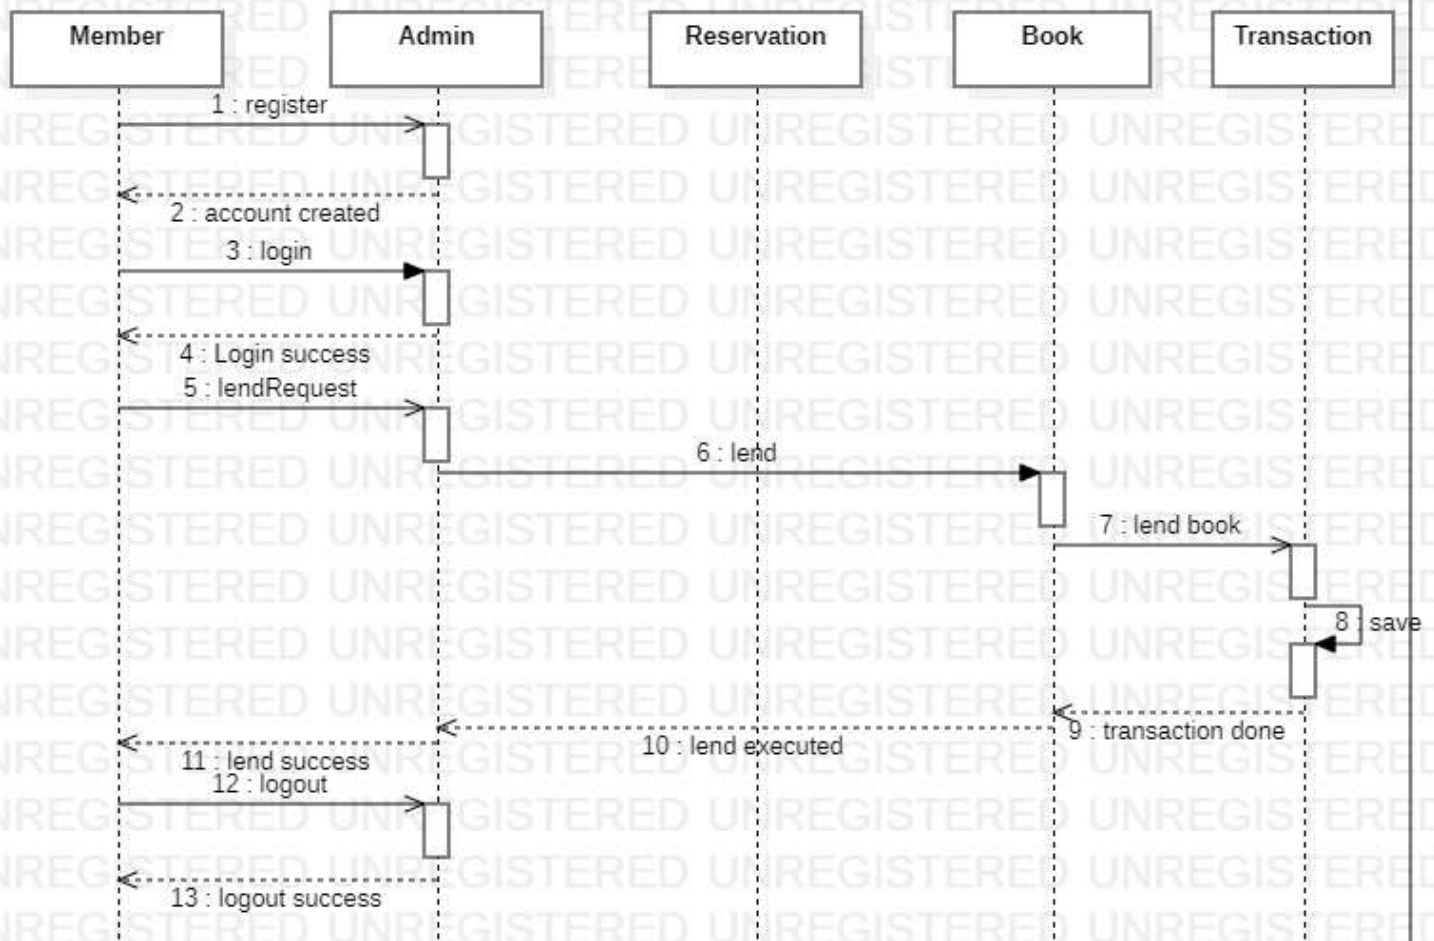 Member
Admin
Reservation
Book
Transaction
1 : register
2 : account created
3 : login
4 : Login success
5 : lendRequest
6 : lend
7 : lend book
8 : save
9 : transaction done
10 : lend executed
11 : lend success
12 : logout
13 : logout success
UNREGISTERED